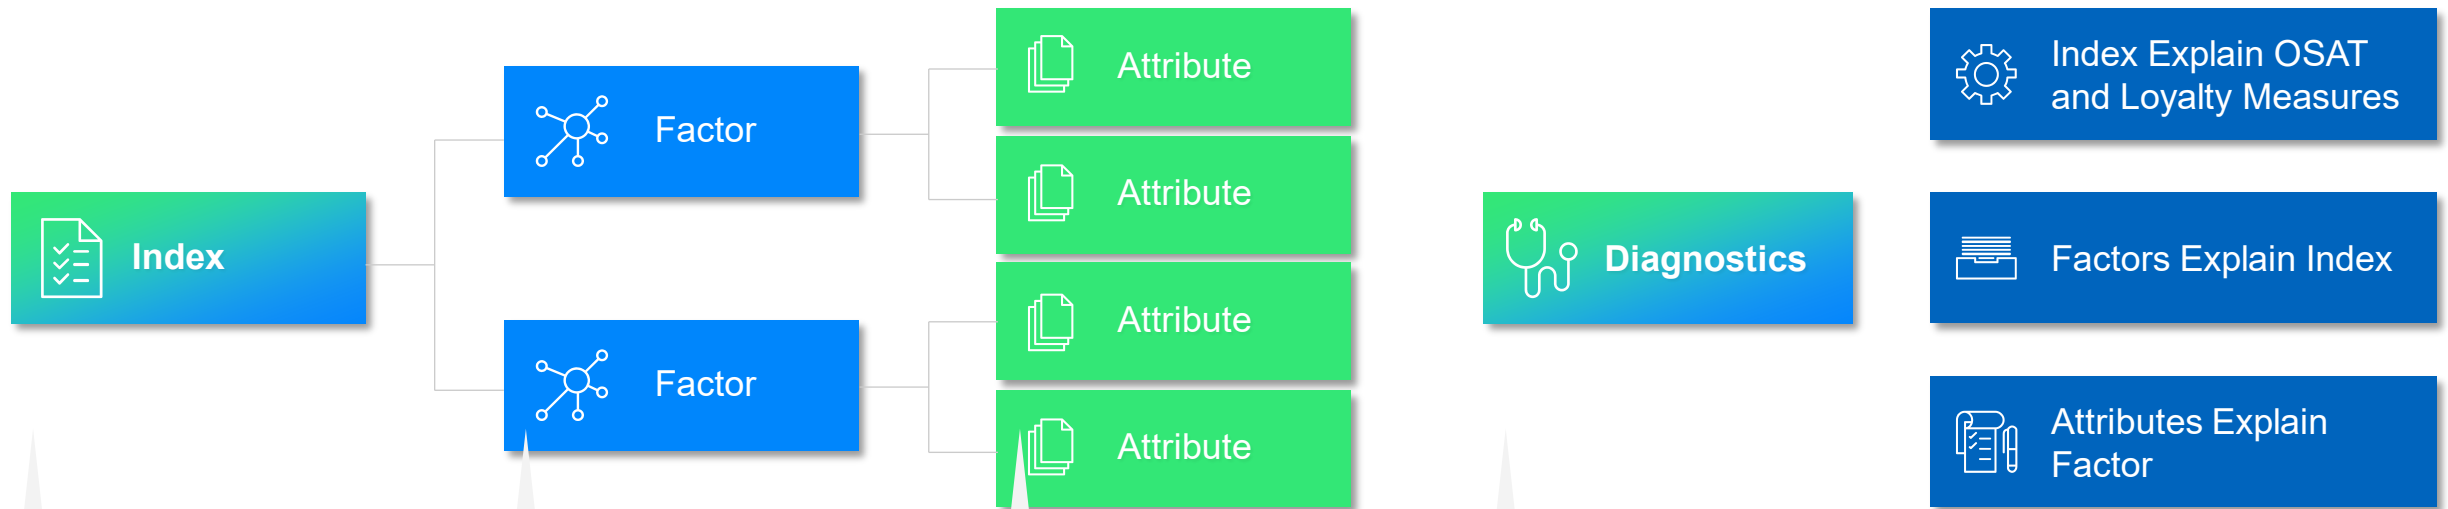 Index
Factor
Factor
Attribute
Attribute
Attribute
Attribute
Diagnostics
Index Explain OSAT
and Loyalty Measures
Factors Explain Index
Attributes Explain
Factor